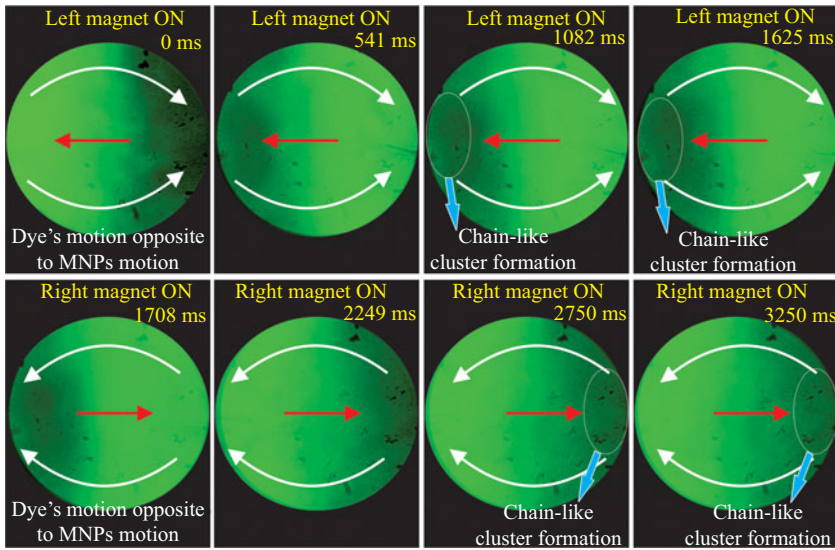 Left magnet ON
0 ms
Dye's motion opposite
to MNPs motion
Left magnet ON
541 ms
Left magnet ON
1082 ms
Chain-like
cluster formation
Left magnet ON
1625 ms
Chain-like
cluster formation
Right magnet ON
1708 ms
Dye's motion opposite
to MNPs motion
Right magnet ON
2249 ms
Right magnet ON
2750 ms
Chain-like
cluster formation
Right magnet ON
3250 ms
Chain-like
cluster formation